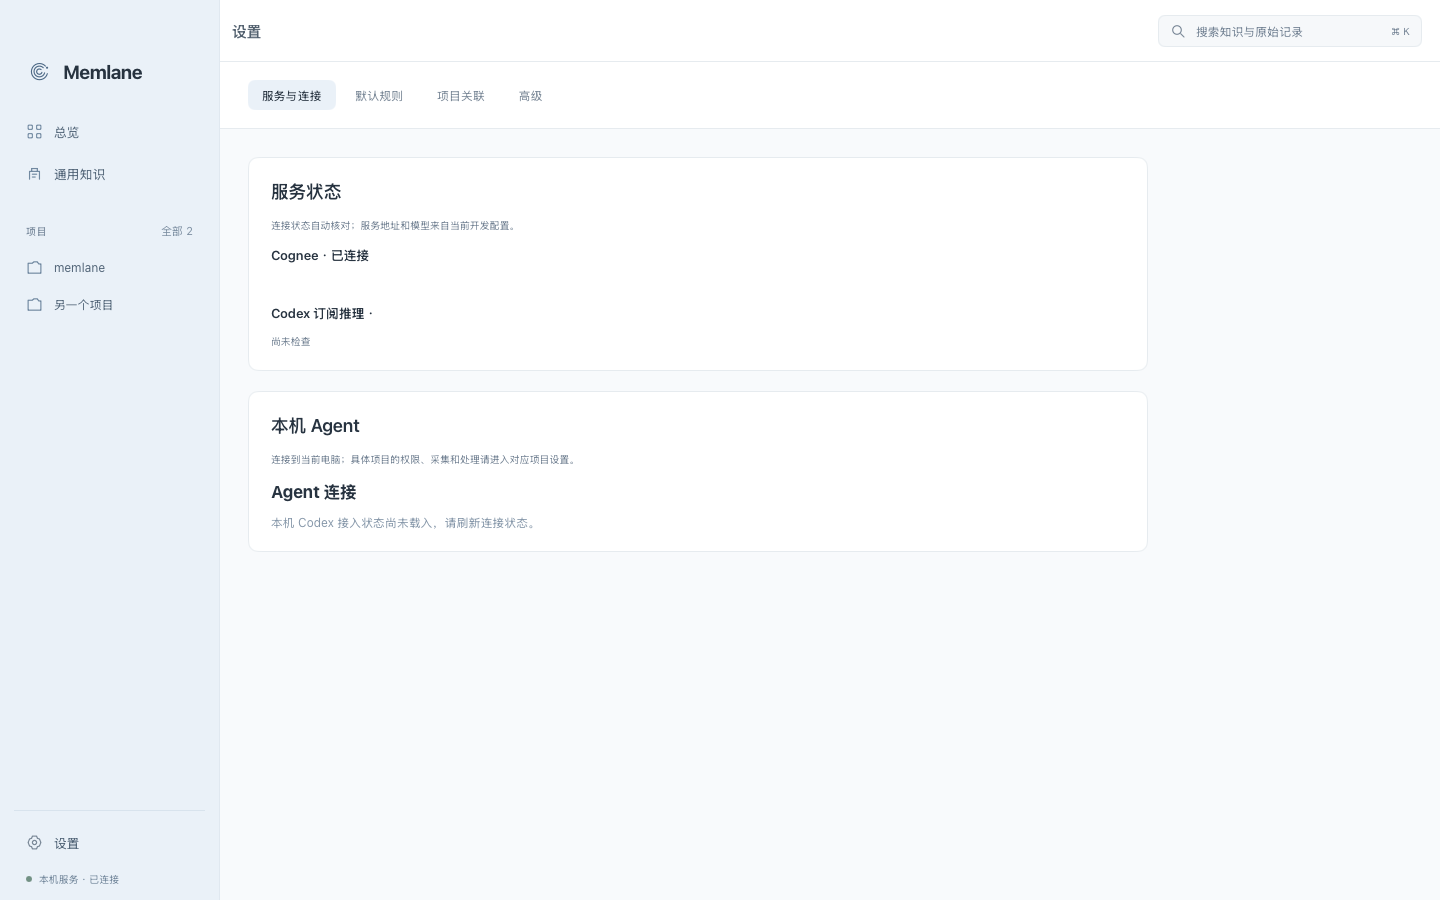 设置
搜索知识与原始记录 ⌘ K
Memlane
总览
通用知识
项目 全部 2
memlane
另一个项目
设置
本机服务 · 已连接
服务与连接 默认规则 项目关联 高级
服务状态
连接状态自动核对；服务地址和模型来自当前开发配置。
Cognee · 已连接
Codex 订阅推理 ·
尚未检查
本机 Agent
连接到当前电脑；具体项目的权限、采集和处理请进入对应项目设置。
Agent 连接
本机 Codex 接入状态尚未载入，请刷新连接状态。